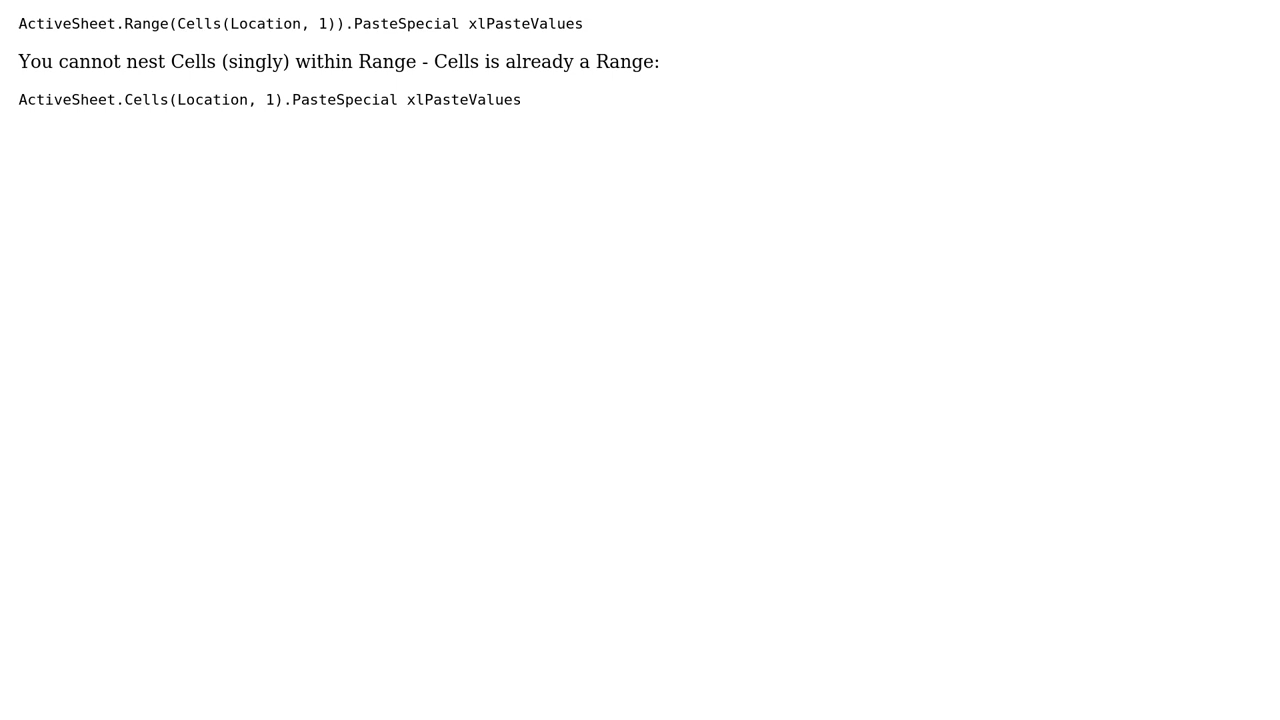 ActiveSheet.Range(Cells(Location, 1)).PasteSpecial xlPasteValues
You cannot nest Cells (singly) within Range - Cells is already a Range:
ActiveSheet.Cells(Location, 1).PasteSpecial xlPasteValues